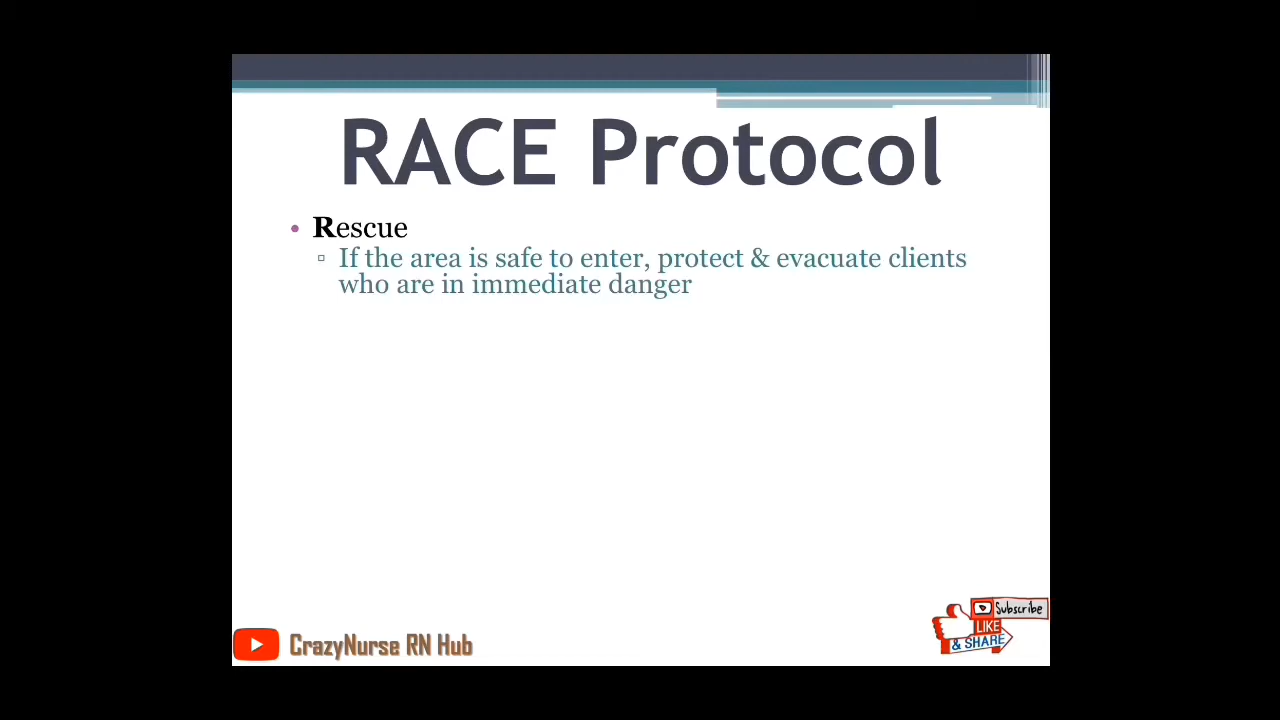 RACE Protocol
• Rescue
▫ If the area is safe to enter, protect & evacuate clients
who are in immediate danger
CrazyNurse RN Hub
Subscribe
LIKE
& SHARE